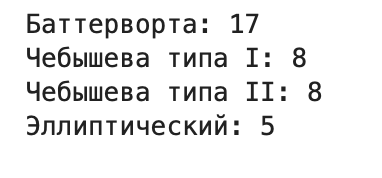 Баттерворта: 17
Чебышева типа I: 8
Чебышева типа II: 8
Эллиптический: 5